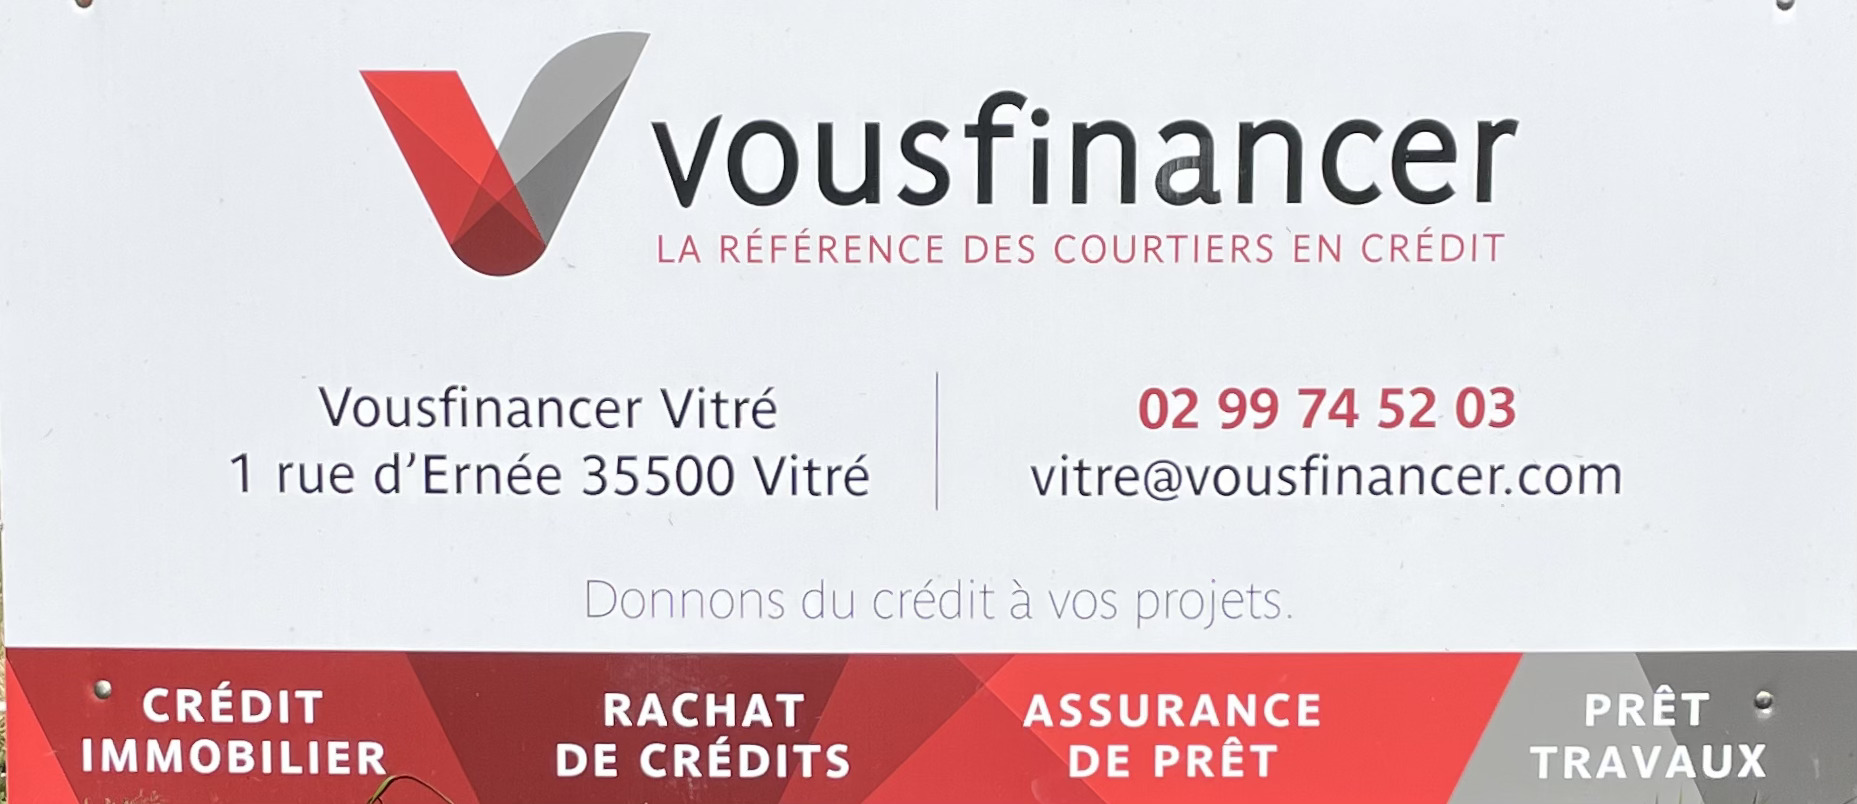 vousfinancer
LA RÉFÉRENCE DES COURTIERS EN CRÉDIT
Vousfinancer Vitré
1 rue d’Ernée 35500 Vitré
02 99 74 52 03
vitre@vousfinancer.com
Donnons du crédit à vos projets.
CRÉDIT
IMMOBILIER
RACHAT
DE CRÉDITS
ASSURANCE
DE PRÊT
PRÊT
TRAVAUX